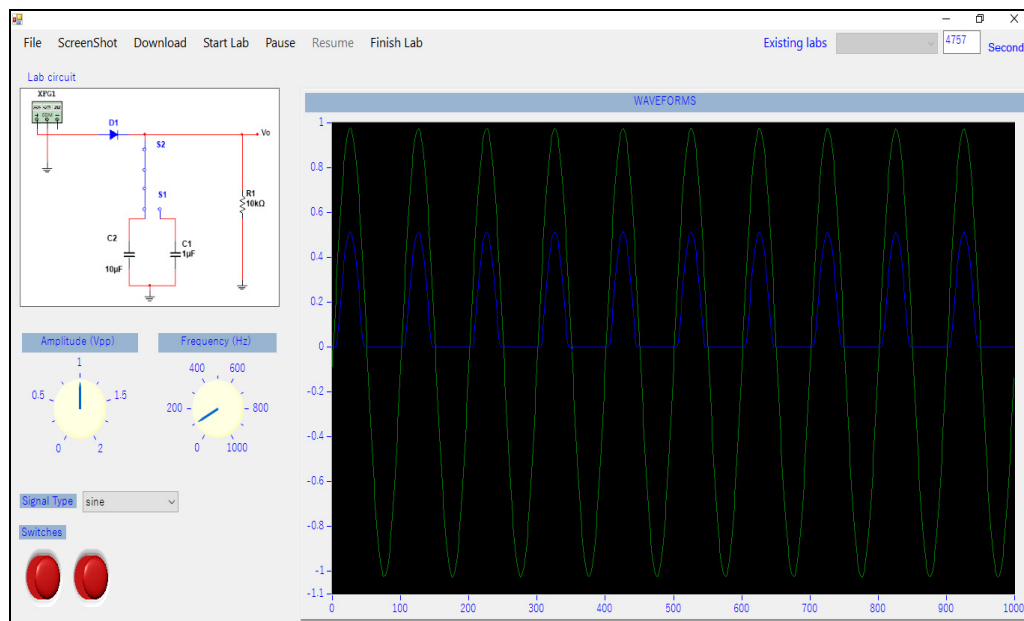 File ScreenShot Download Start Lab Pause Resume Finish Lab Existing labs 4757 Second
Lab circuit
XFG1
COM
D1
Vo
S2
S1
R1
10kΩ
C2
10µF
C1
1µF
WAVEFORMS
1
0.8
0.6
0.4
0.2
0
-0.2
-0.4
-0.6
-0.8
-1
-1.1
0 100 200 300 400 500 600 700 800 900 1000
Amplitude (Vpp)
0 0.5 1 1.5 2
Frequency (Hz)
0 200 400 600 800 1000
Signal Type sine
Switches